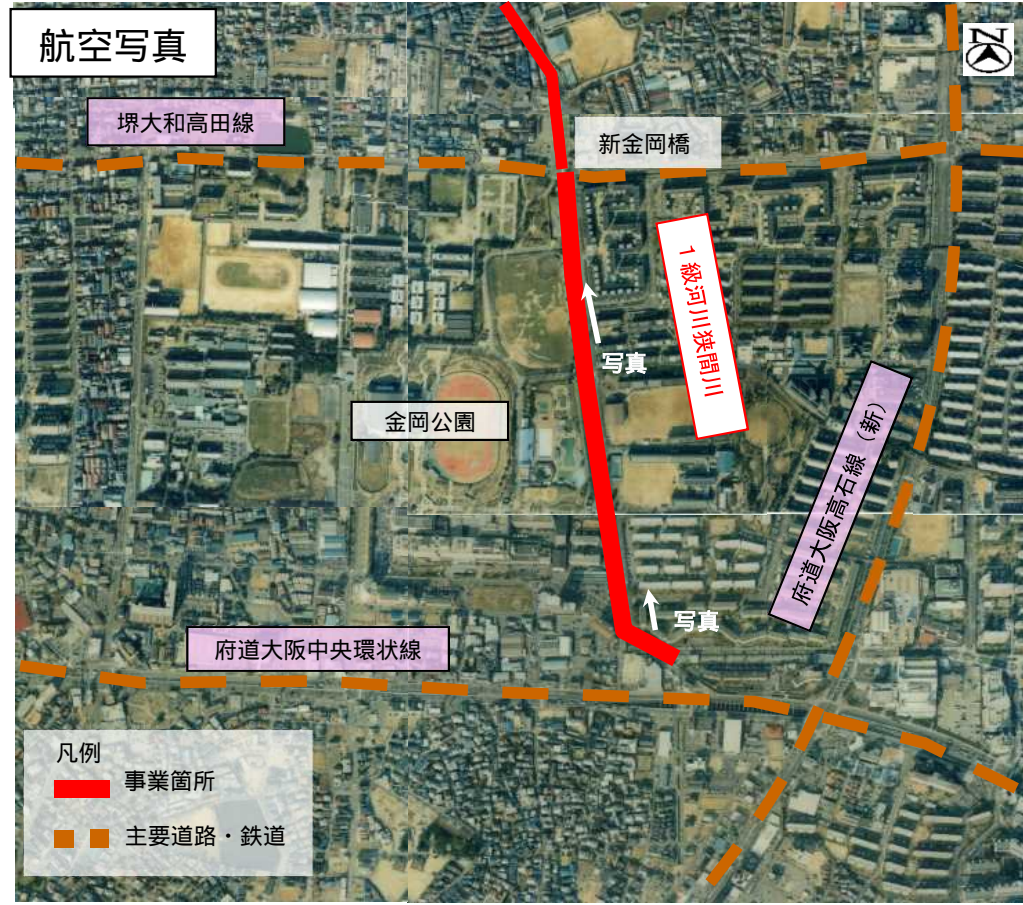 航空写真
N
堺大和高田線
新金岡橋
1級河川狭間川
写真
金岡公園
府道大阪高石線（新）
写真
府道大阪中央環状線
凡例
事業箇所
主要道路・鉄道